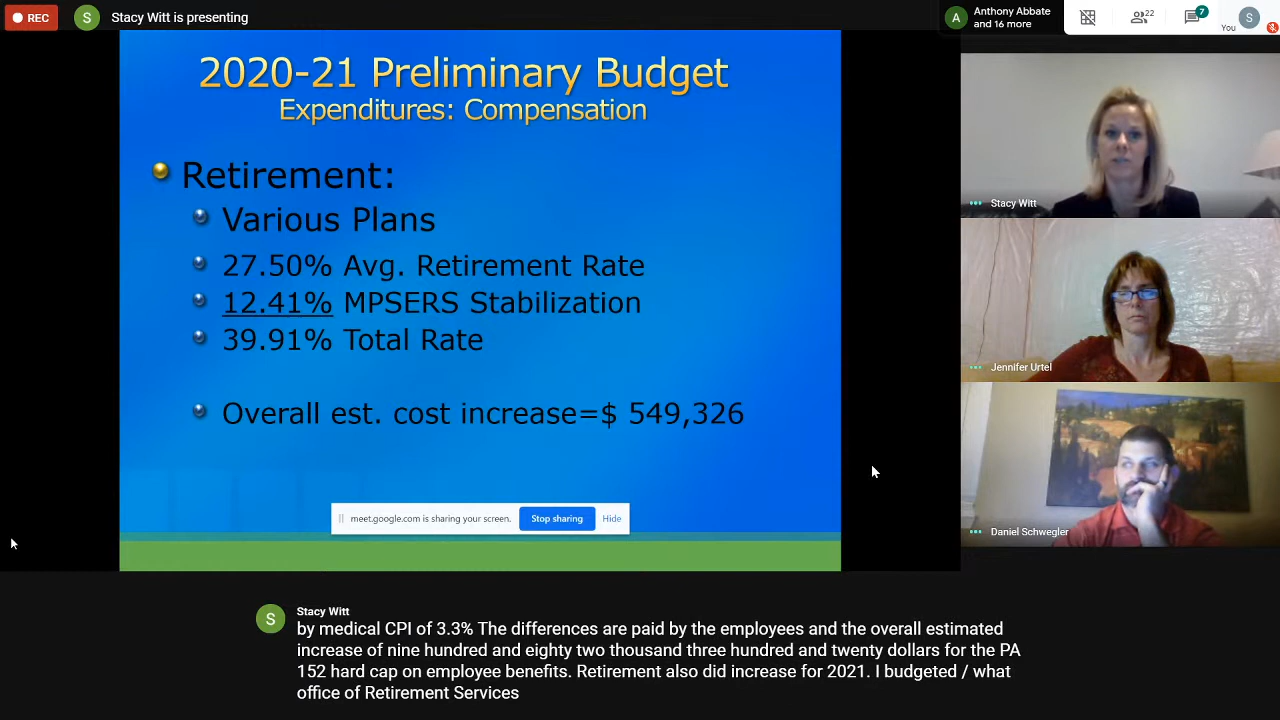 REC
S
Stacy Witt is presenting
A
Anthony Abbate
and 16 more
22
7
You
S
2020-21 Preliminary Budget
Expenditures: Compensation
Retirement:
Various Plans
27.50% Avg. Retirement Rate
12.41% MPSERS Stabilization
39.91% Total Rate
Overall est. cost increase=$ 549,326
meet.google.com is sharing your screen.
Stop sharing
Hide
Stacy Witt
Jennifer Urtel
Daniel Schwegler
S
Stacy Witt
by medical CPI of 3.3% The differences are paid by the employees and the overall estimated
increase of nine hundred and eighty two thousand three hundred and twenty dollars for the PA
152 hard cap on employee benefits. Retirement also did increase for 2021. I budgeted / what
office of Retirement Services